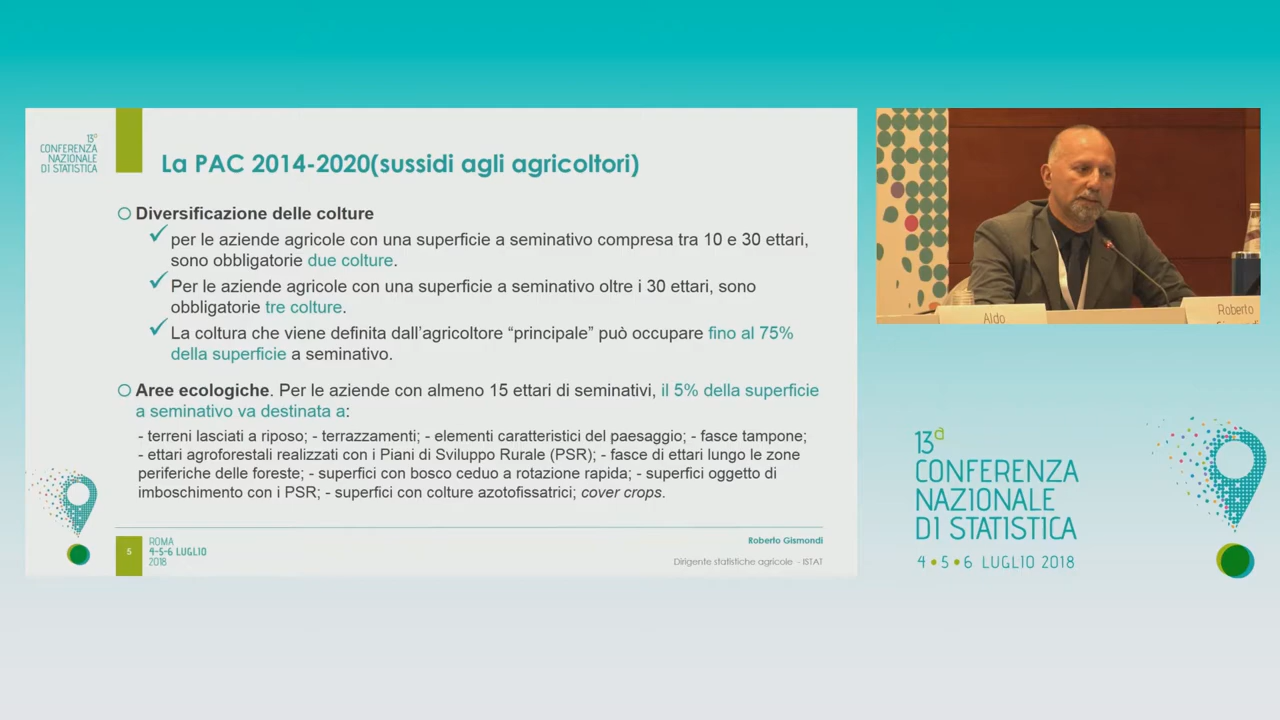 13ª
CONFERENZA
NAZIONALE
DI STATISTICA
La PAC 2014-2020(sussidi agli agricoltori)
Diversificazione delle colture
per le aziende agricole con una superficie a seminativo compresa tra 10 e 30 ettari,
sono obbligatorie due colture.
Per le aziende agricole con una superficie a seminativo oltre i 30 ettari, sono
obbligatorie tre colture.
La coltura che viene definita dall'agricoltore “principale” può occupare fino al 75%
della superficie a seminativo.
Aree ecologiche. Per le aziende con almeno 15 ettari di seminativi, il 5% della superficie
a seminativo va destinata a:
- terreni lasciati a riposo; - terrazzamenti; - elementi caratteristici del paesaggio; - fasce tampone;
- ettari agroforestali realizzati con i Piani di Sviluppo Rurale (PSR); - fasce di ettari lungo le zone
periferiche delle foreste; - superfici con bosco ceduo a rotazione rapida; - superfici oggetto di
imboschimento con i PSR; - superfici con colture azotofissatrici; cover crops.
5
ROMA
4-5-6 LUGLIO
2018
Roberto Gismondi
Dirigente statistiche agricole - ISTAT
Aldo
Roberto
13ª
CONFERENZA
NAZIONALE
DI STATISTICA
4 • 5 • 6 LUGLIO 2018